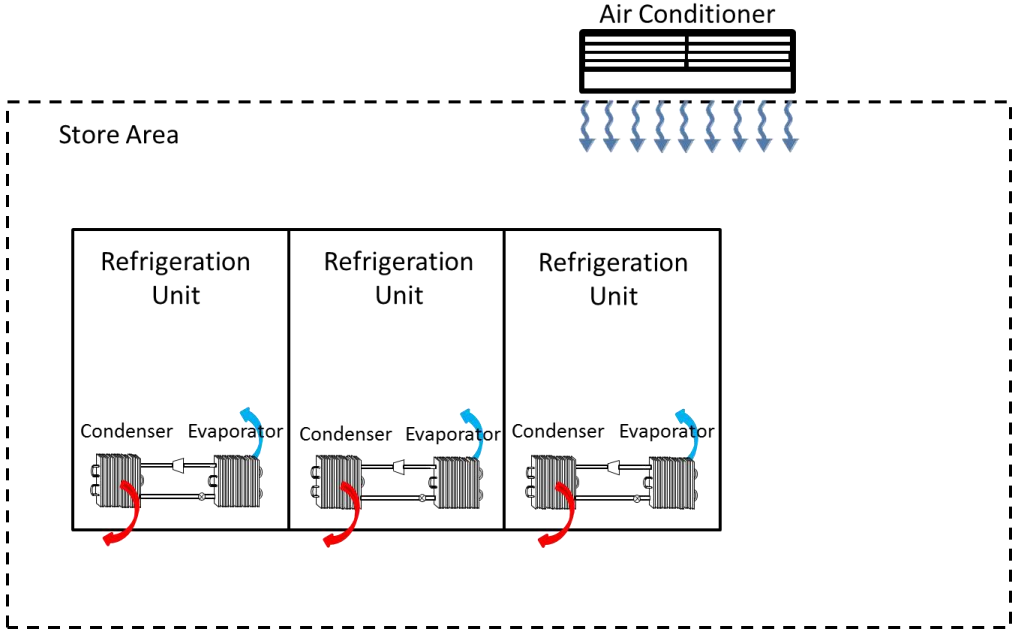 Air Conditioner
Store Area
Refrigeration
Unit
Refrigeration
Unit
Refrigeration
Unit
Condenser
Evaporator
Condenser
Evaporator
Condenser
Evaporator